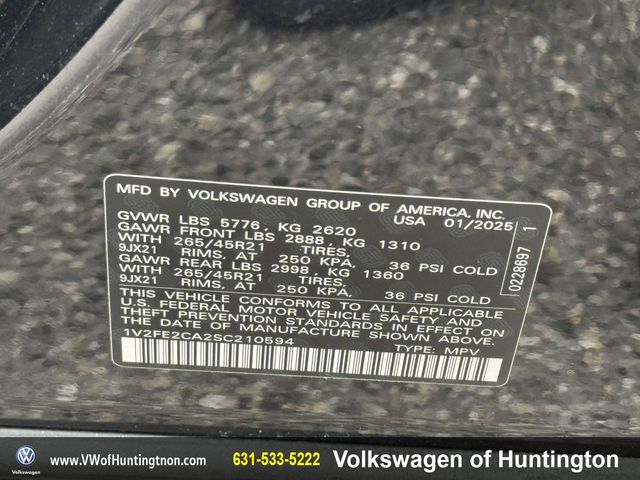 MFD BY VOLKSWAGEN GROUP OF AMERICA, INC.
USA 01/2025
GVWR LBS 5776, KG 2620
GAWR FRONT LBS 2888, KG 1310
WITH 265/45R21 TIRES,
9JX21 RIMS, AT 250 KPA, 36 PSI COLD
GAWR REAR LBS 2998, KG 1360
WITH 265/45R21 TIRES,
9JX21 RIMS, AT 250 KPA, 36 PSI COLD
THIS VEHICLE CONFORMS TO ALL APPLICABLE
U.S. FEDERAL MOTOR VEHICLE SAFETY AND
THEFT PREVENTION STANDARDS IN EFFECT ON
THE DATE OF MANUFACTURE SHOWN ABOVE.
1V2FE2CA2SC210594 TYPE: MPV
0228697 1
Volkswagen
www.VWofHuntingtnon.com
631-533-5222
Volkswagen of Huntington